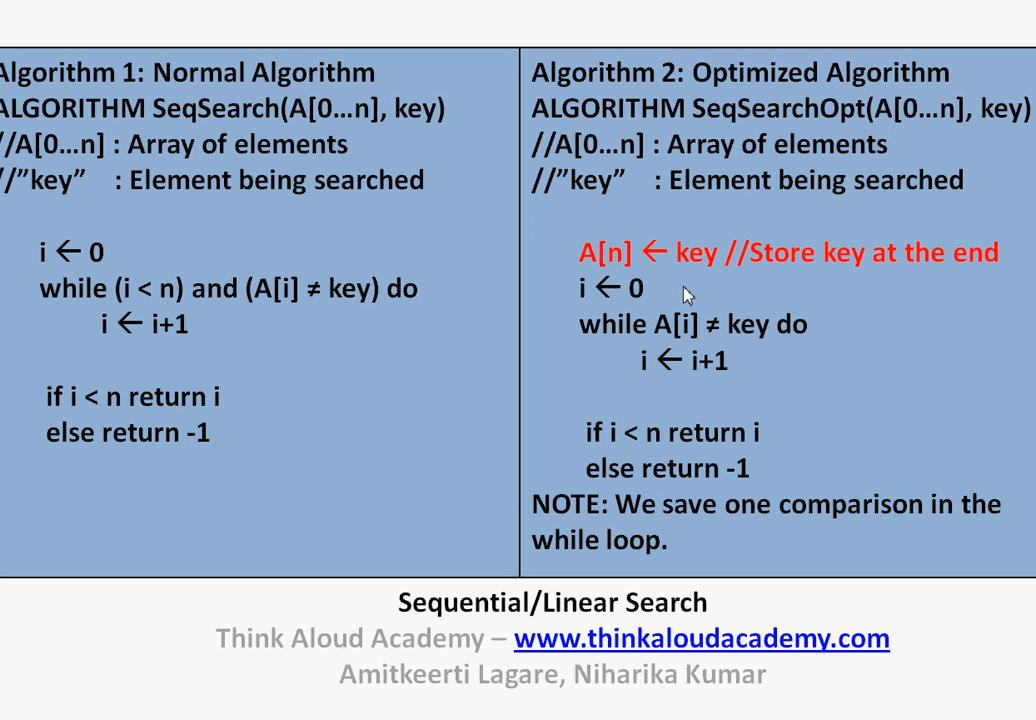 Algorithm 1: Normal Algorithm
ALGORITHM SeqSearch(A[0...n], key)
//A[0...n] : Array of elements
//”key” : Element being searched
i ← 0
while (i < n) and (A[i] ≠ key) do
i ← i+1
if i < n return i
else return -1
Algorithm 2: Optimized Algorithm
ALGORITHM SeqSearchOpt(A[0...n], key)
//A[0...n] : Array of elements
//”key” : Element being searched
A[n] ← key //Store key at the end
i ← 0
while A[i] ≠ key do
i ← i+1
if i < n return i
else return -1
NOTE: We save one comparison in the
while loop.
Sequential/Linear Search
Think Aloud Academy – www.thinkaloudacademy.com
Amitkeerti Lagare, Niharika Kumar